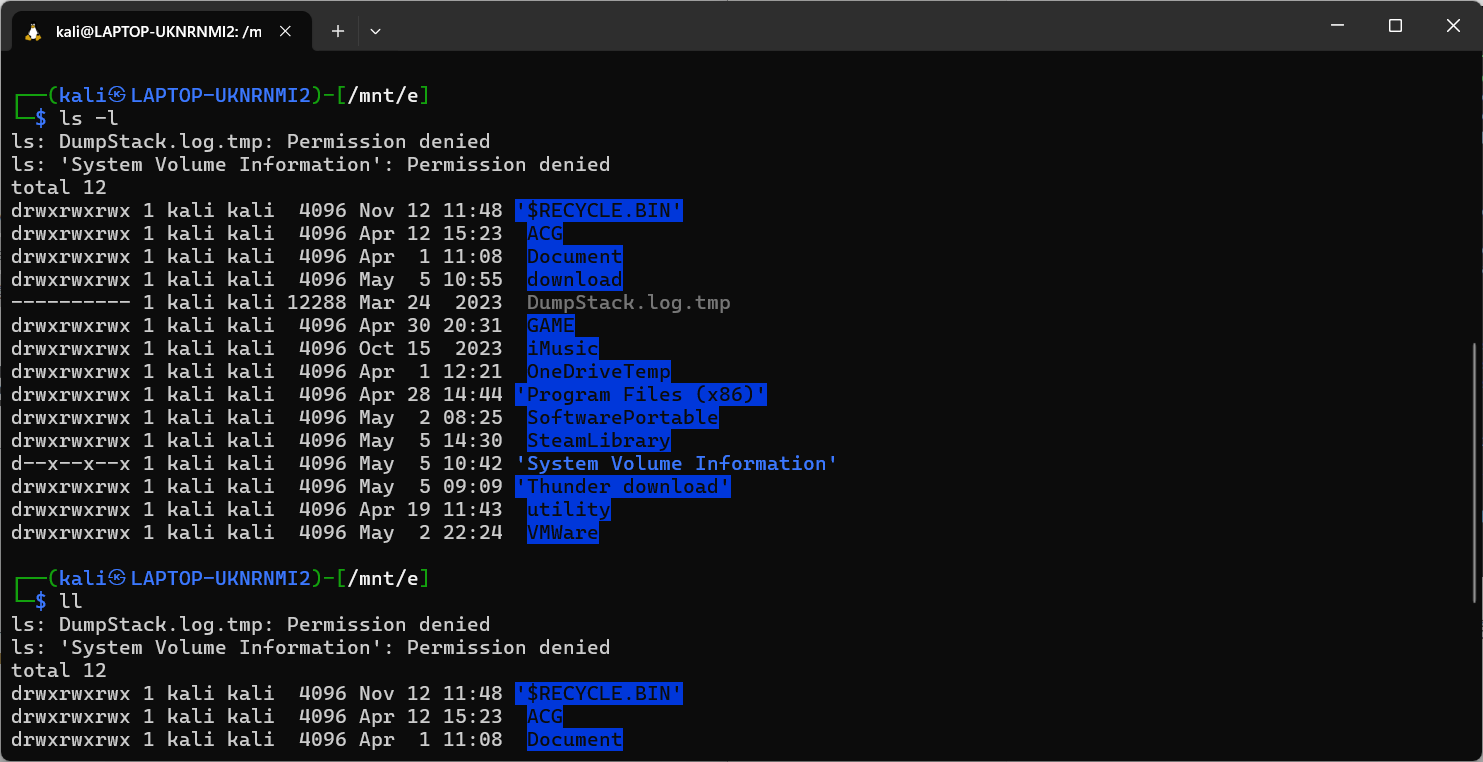 kali@LAPTOP-UKNRNMI2: /m
┌──(kali㉿LAPTOP-UKNRNMI2)-[/mnt/e]
└─$ ls -l
ls: DumpStack.log.tmp: Permission denied
ls: 'System Volume Information': Permission denied
total 12
drwxrwxrwx 1 kali kali  4096 Nov 12 11:48 '$RECYCLE.BIN'
drwxrwxrwx 1 kali kali  4096 Apr 12 15:23  ACG
drwxrwxrwx 1 kali kali  4096 Apr  1 11:08  Document
drwxrwxrwx 1 kali kali  4096 May  5 10:55  download
---------- 1 kali kali 12288 Mar 24  2023  DumpStack.log.tmp
drwxrwxrwx 1 kali kali  4096 Apr 30 20:31  GAME
drwxrwxrwx 1 kali kali  4096 Oct 15  2023  iMusic
drwxrwxrwx 1 kali kali  4096 Apr  1 12:21  OneDriveTemp
drwxrwxrwx 1 kali kali  4096 Apr 28 14:44 'Program Files (x86)'
drwxrwxrwx 1 kali kali  4096 May  2 08:25  SoftwarePortable
drwxrwxrwx 1 kali kali  4096 May  5 14:30  SteamLibrary
d--x--x--x 1 kali kali  4096 May  5 10:42 'System Volume Information'
drwxrwxrwx 1 kali kali  4096 May  5 09:09 'Thunder download'
drwxrwxrwx 1 kali kali  4096 Apr 19 11:43  utility
drwxrwxrwx 1 kali kali  4096 May  2 22:24  VMWare
┌──(kali㉿LAPTOP-UKNRNMI2)-[/mnt/e]
└─$ ll
ls: DumpStack.log.tmp: Permission denied
ls: 'System Volume Information': Permission denied
total 12
drwxrwxrwx 1 kali kali  4096 Nov 12 11:48 '$RECYCLE.BIN'
drwxrwxrwx 1 kali kali  4096 Apr 12 15:23  ACG
drwxrwxrwx 1 kali kali  4096 Apr  1 11:08  Document